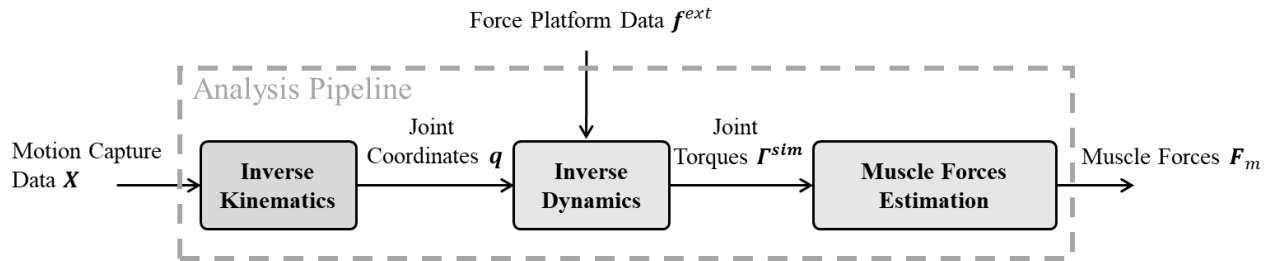 Force Platform Data f^ext
Analysis Pipeline
Motion Capture
Data X
Inverse
Kinematics
Joint
Coordinates q
Inverse
Dynamics
Joint
Torques Γ^sim
Muscle Forces
Estimation
Muscle Forces F_m